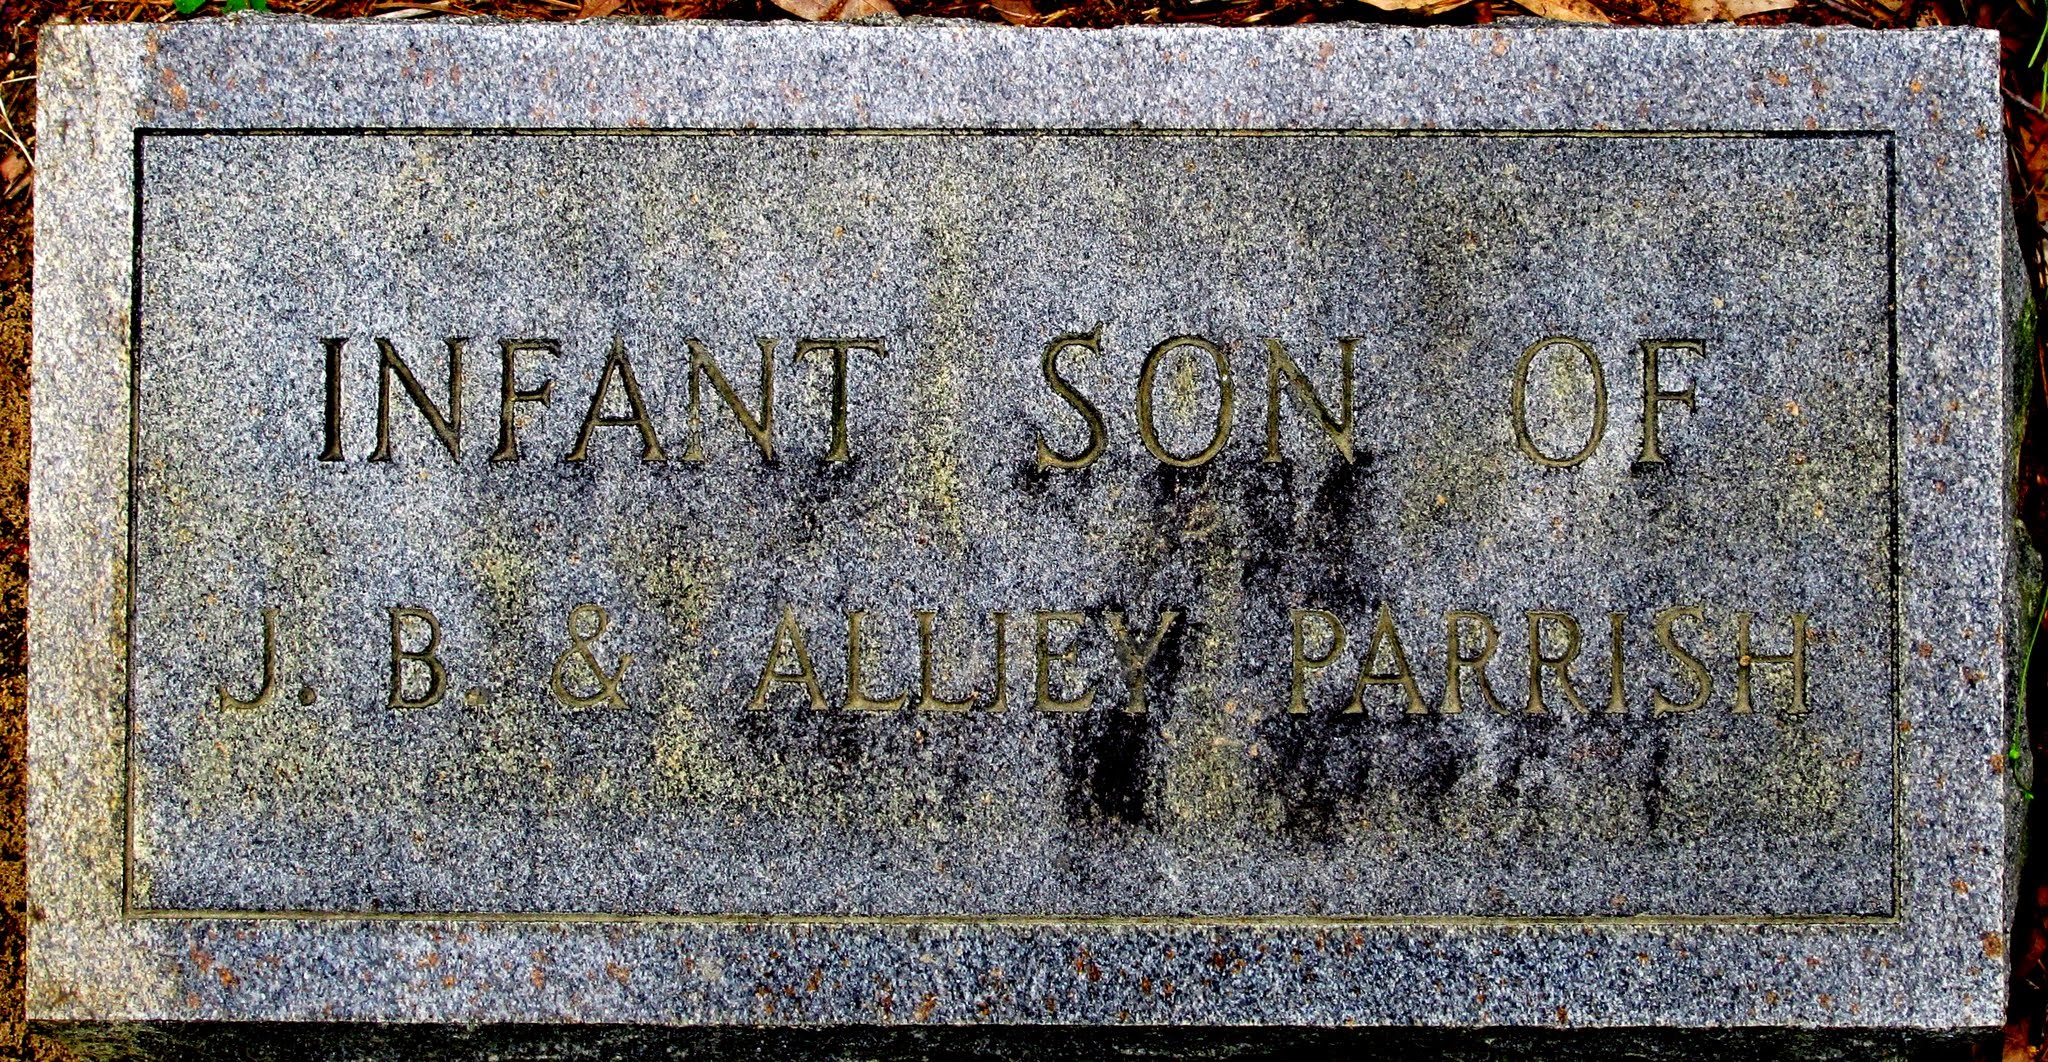 INFANT SON OF
J. B. & ALLIEY PARRISH